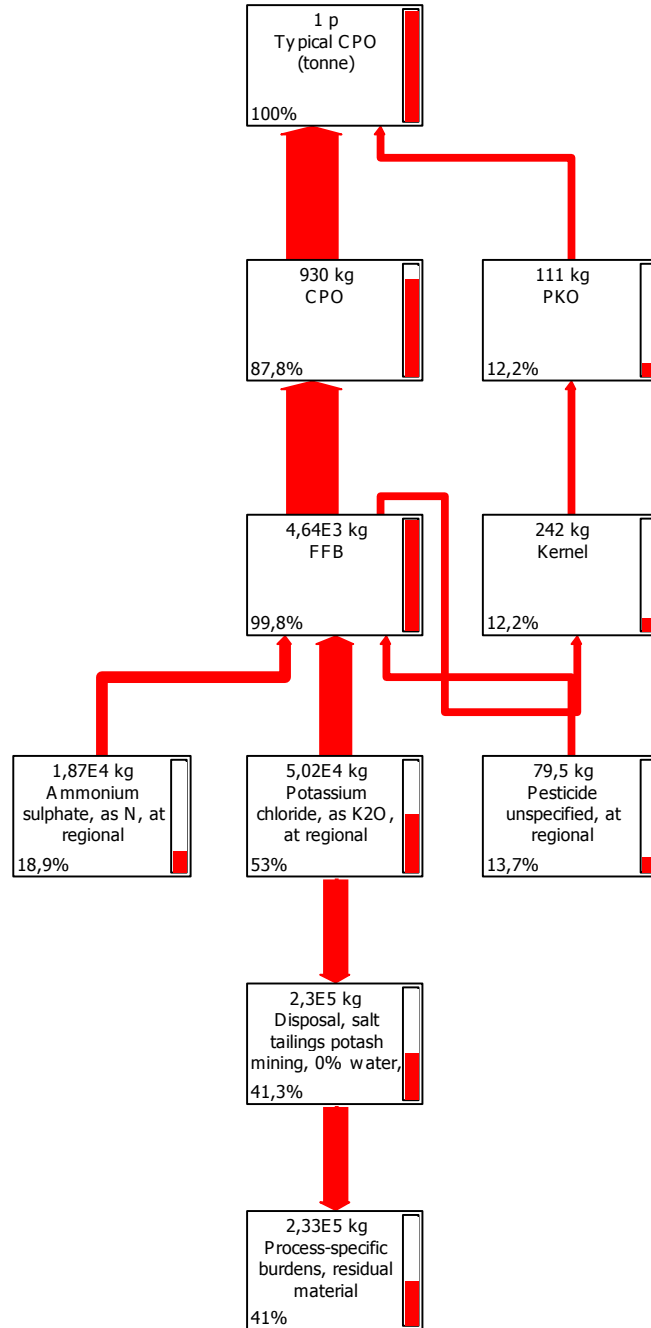 1 p
Typical CPO
(tonne)
100%
930 kg
CPO
87,8%
111 kg
PKO
12,2%
4,64E3 kg
FFB
99,8%
242 kg
Kernel
12,2%
1,87E4 kg
Ammonium
sulphate, as N, at
regional
18,9%
5,02E4 kg
Potassium
chloride, as K2O,
at regional
53%
79,5 kg
Pesticide
unspecified, at
regional
13,7%
2,3E5 kg
Disposal, salt
tailings potash
mining, 0% water,
41,3%
2,33E5 kg
Process-specific
burdens, residual
material
41%